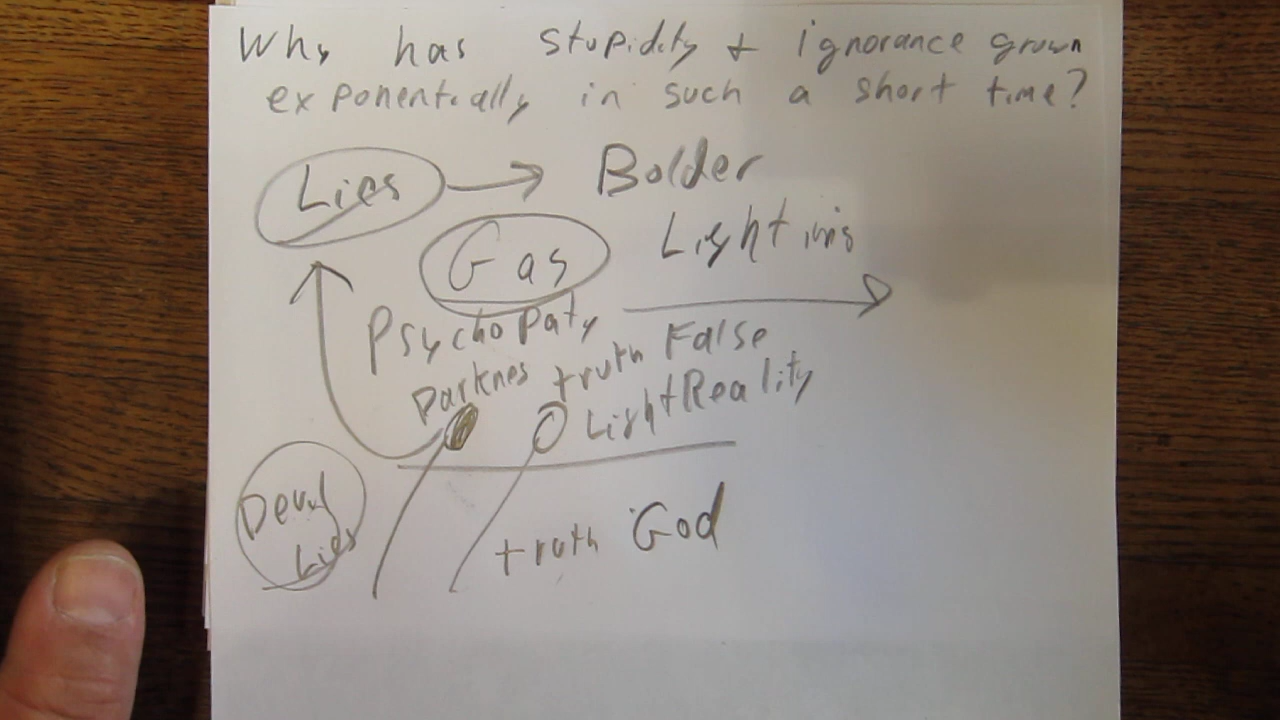 Why has stupidity + ignorance grown
exponentially in such a short time?
Lies → Bolder
Gas Lighting
Psychopaty
Darknes truth False
Light Reality
Devil
Lies
truth God